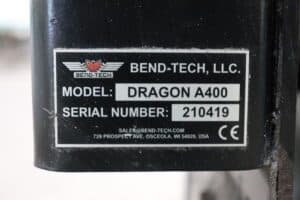 BEND-TECH
BEND-TECH, LLC.
MODEL: DRAGON A400
SERIAL NUMBER: 210419
SALES@BEND-TECH.COM
729 PROSPECT AVE. OSCEOLA, WI 54020, USA
CE